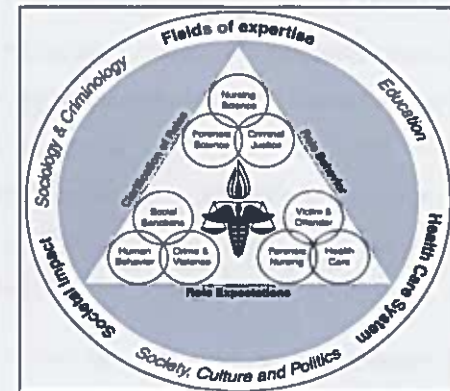 Fields of expertise
Sociology & Criminology
Education
Nursing
Science
Forensic
Science
Criminal
Justice
Clarification of Roles
Role Behavior
Social
Sanctions
Human
Behavior
Crime &
Violence
Victim &
Offender
Forensic
Nursing
Health
Care
Role Expectations
Societal Impact
Health Care System
Society, Culture and Politics